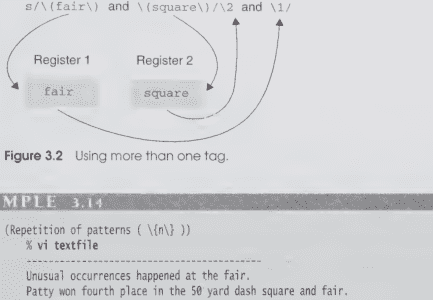 s/\(fair\) and \(square\)/\2 and \1/
Register 1 Register 2
fair square
Figure 3.2 Using more than one tag.
MPLE 3.14
(Repetition of patterns ( \{n\} ))
% vi textfile
----------------------------------------
Unusual occurrences happened at the fair.
Patty won fourth place in the 50 yard dash square and fair.